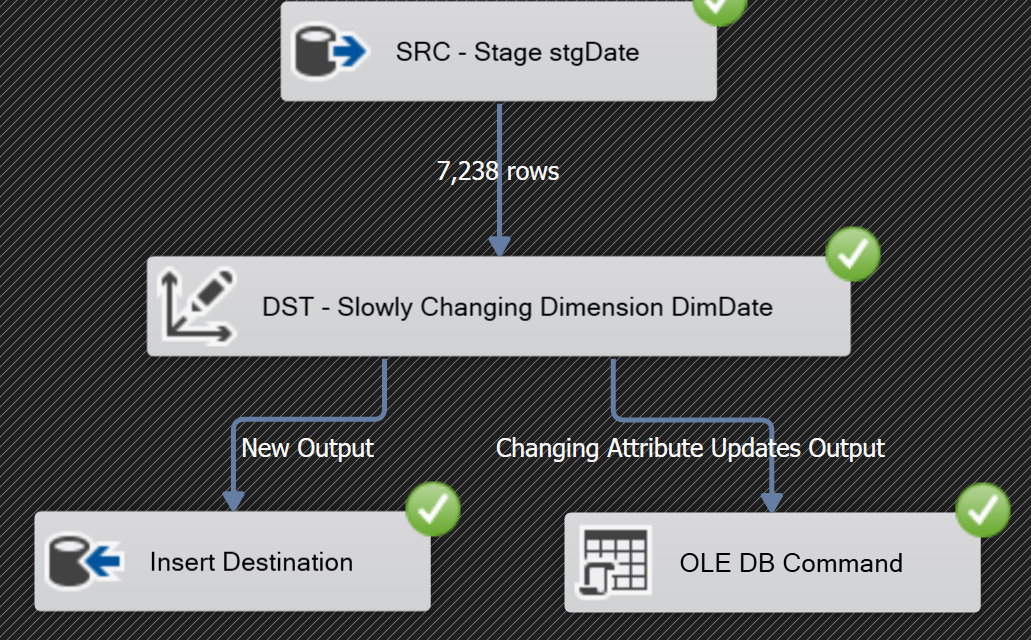 SRC - Stage stgDate
7,238 rows
DST - Slowly Changing Dimension DimDate
New Output
Changing Attribute Updates Output
Insert Destination
OLE DB Command